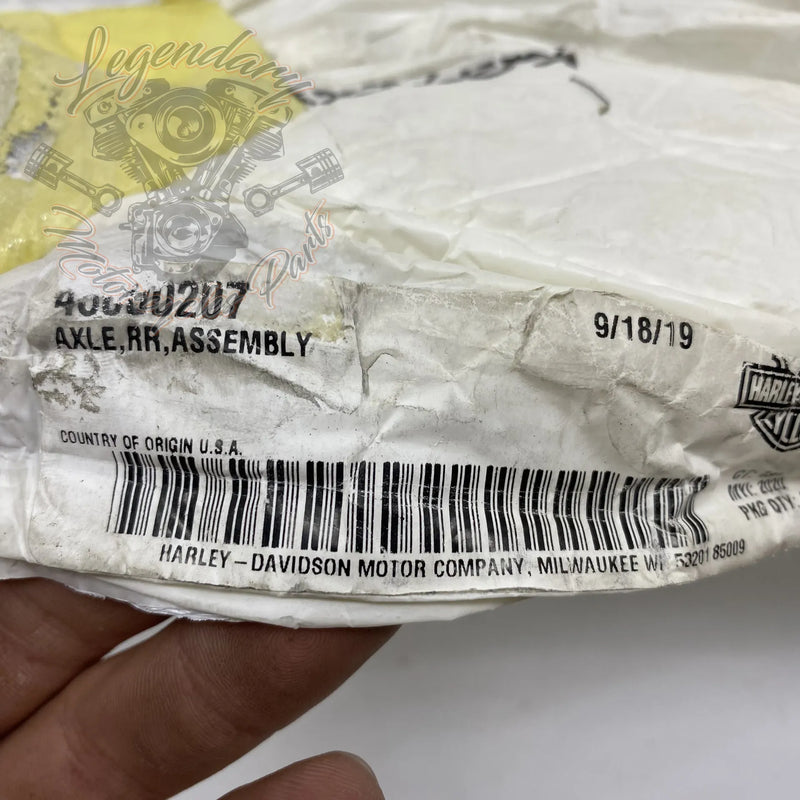 Legendary
Motor Parts
AXLE,RR,ASSEMBLY
9/18/19
HARLEY
COUNTRY OF ORIGIN U.S.A.
PKG QTY
HARLEY-DAVIDSON MOTOR COMPANY, MILWAUKEE WI 53201 85009